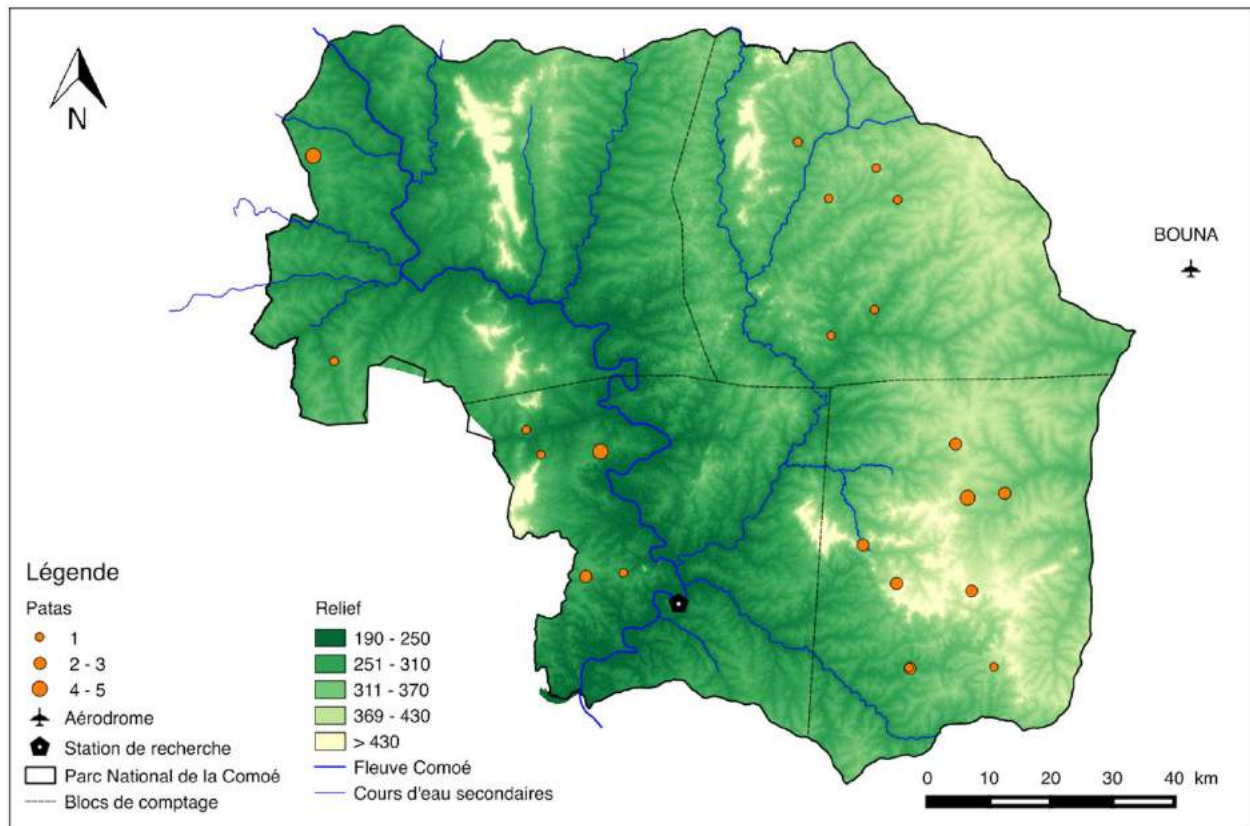 N
BOUNA
Légende
Patas
1
2 - 3
4 - 5
Aérodrome
Station de recherche
Parc National de la Comoé
Blocs de comptage
Relief
190 - 250
251 - 310
311 - 370
369 - 430
> 430
Fleuve Comoé
Cours d'eau secondaires
0 10 20 30 40 km